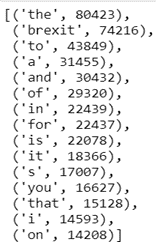 [('the', 80423),
('brexit', 74216),
('to', 43849),
('a', 31455),
('and', 30432),
('of', 29320),
('in', 22439),
('for', 22437),
('is', 22078),
('it', 18366),
('s', 17007),
('you', 16627),
('that', 15128),
('i', 14593),
('on', 14208)]